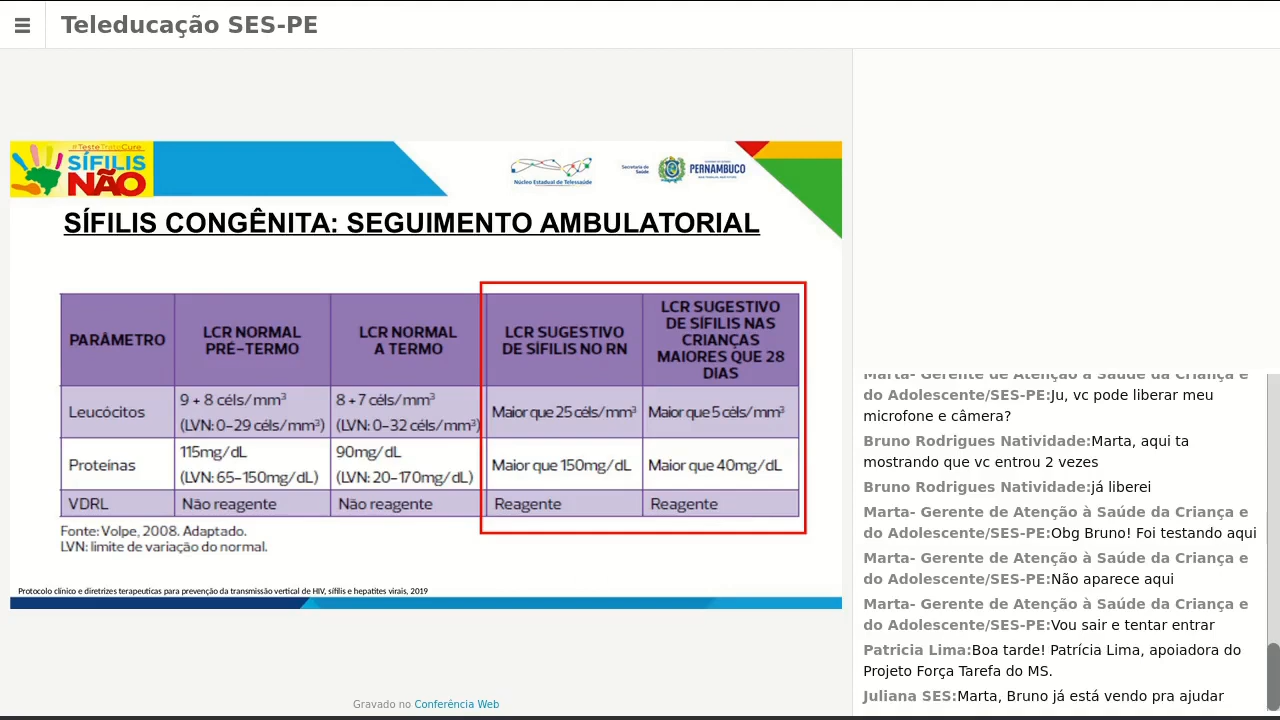 Teleducação SES-PE
#TesteTrateCure
SÍFILIS
NÃO
Núcleo Estadual de Telessaúde
Secretaria de
Saúde
PERNAMBUCO
SÍFILIS CONGÊNITA: SEGUIMENTO AMBULATORIAL
PARÂMETRO
LCR NORMAL
PRÉ-TERMO
LCR NORMAL
A TERMO
LCR SUGESTIVO
DE SÍFILIS NO RN
LCR SUGESTIVO
DE SÍFILIS NAS
CRIANÇAS
MAIORES QUE 28
DIAS
Leucócitos
9 + 8 céls/mm³
(LVN: 0-29 céls/mm³)
8 + 7 céls/mm³
(LVN: 0-32 céls/mm³)
Maior que 25 céls/mm³
Maior que 5 céls/mm³
Proteínas
115mg/dL
(LVN: 65-150mg/dL)
90mg/dL
(LVN: 20-170mg/dL)
Maior que 150mg/dL
Maior que 40mg/dL
VDRL
Não reagente
Não reagente
Reagente
Reagente
Fonte: Volpe, 2008. Adaptado.
LVN: limite de variação do normal.
Protocolo clínico e diretrizes terapeuticas para prevenção da transmissão vertical de HIV, sífilis e hepatites virais, 2019
Gravado no Conferência Web
Marta- Gerente de Atenção à Saúde da Criança e
do Adolescente/SES-PE:Ju, vc pode liberar meu
microfone e câmera?
Bruno Rodrigues Natividade:Marta, aqui ta
mostrando que vc entrou 2 vezes
Bruno Rodrigues Natividade:já liberei
Marta- Gerente de Atenção à Saúde da Criança e
do Adolescente/SES-PE:Obg Bruno! Foi testando aqui
Marta- Gerente de Atenção à Saúde da Criança e
do Adolescente/SES-PE:Não aparece aqui
Marta- Gerente de Atenção à Saúde da Criança e
do Adolescente/SES-PE:Vou sair e tentar entrar
Patricia Lima:Boa tarde! Patrícia Lima, apoiadora do
Projeto Força Tarefa do MS.
Juliana SES:Marta, Bruno já está vendo pra ajudar